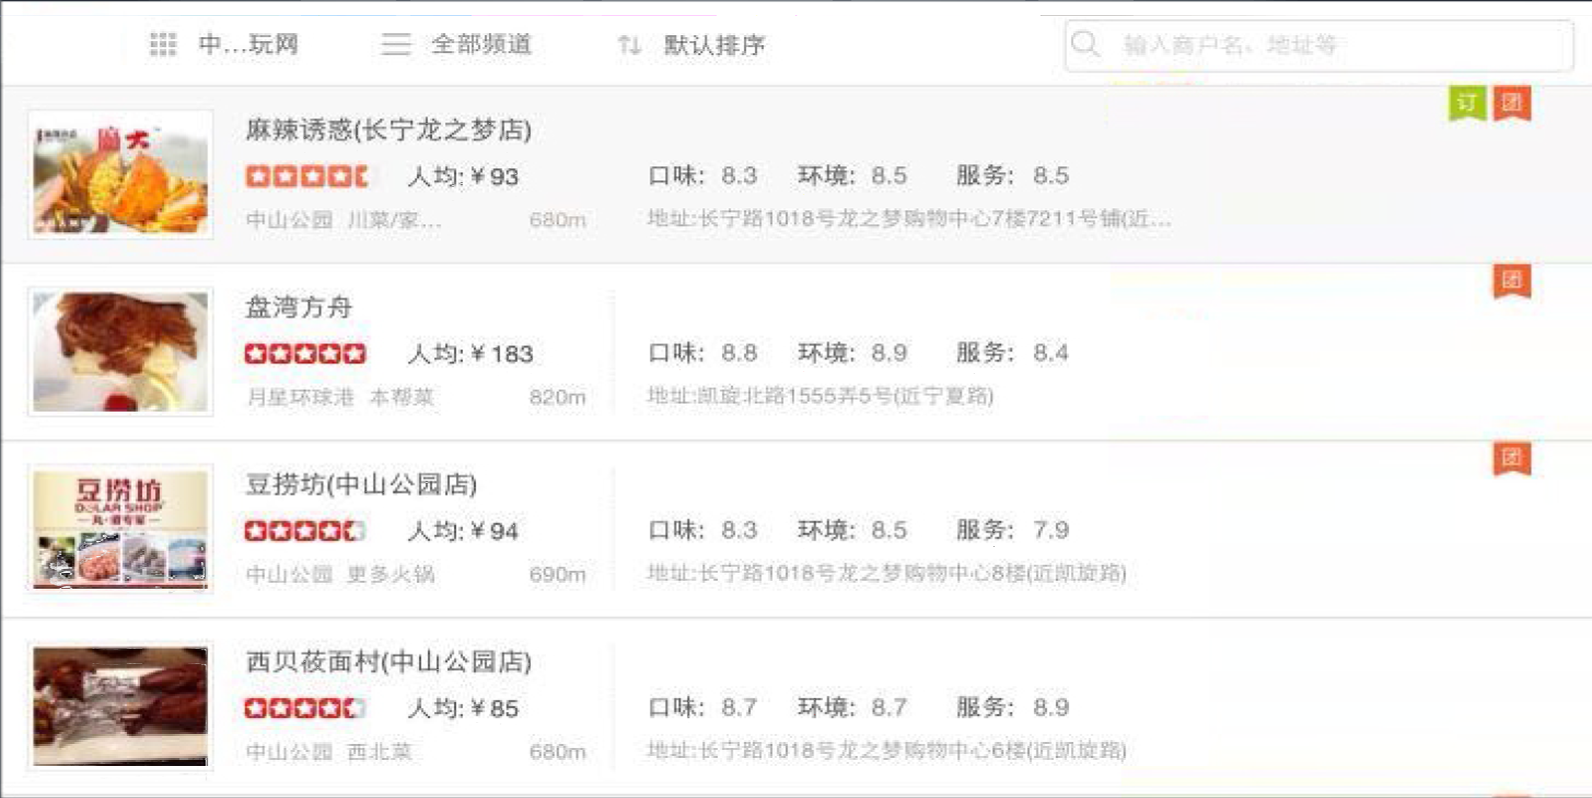 中...玩网 全部频道 默认排序 输入商户名、地址等
订 团
麻辣诱惑(长宁龙之梦店)
人均:¥93 口味: 8.3 环境: 8.5 服务: 8.5
中山公园 川菜/家... 680m 地址:长宁路1018号龙之梦购物中心7楼7211号铺(近...
团
盘湾方舟
人均:¥183 口味: 8.8 环境: 8.9 服务: 8.4
月星环球港 本帮菜 820m 地址:凯旋北路1555弄5号(近宁夏路)
团
豆捞坊
DOLAR SHOP
豆捞坊(中山公园店)
人均:¥94 口味: 8.3 环境: 8.5 服务: 7.9
中山公园 更多火锅 690m 地址:长宁路1018号龙之梦购物中心8楼(近凯旋路)
西贝莜面村(中山公园店)
人均:¥85 口味: 8.7 环境: 8.7 服务: 8.9
中山公园 西北菜 680m 地址:长宁路1018号龙之梦购物中心6楼(近凯旋路)